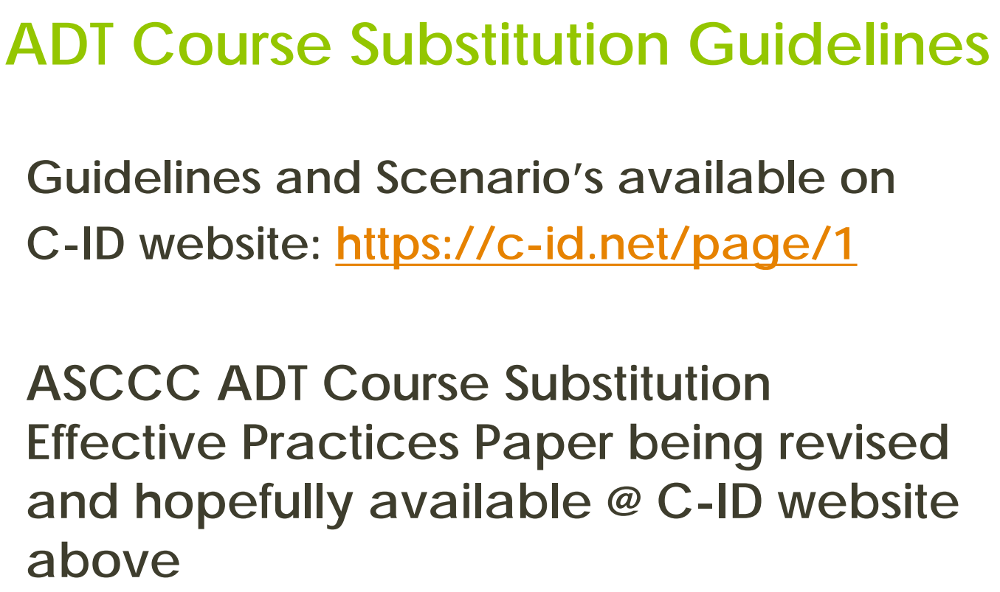 ADT Course Substitution Guidelines
Guidelines and Scenario’s available on
C-ID website: https://c-id.net/page/1
ASCCC ADT Course Substitution
Effective Practices Paper being revised
and hopefully available @ C-ID website
above